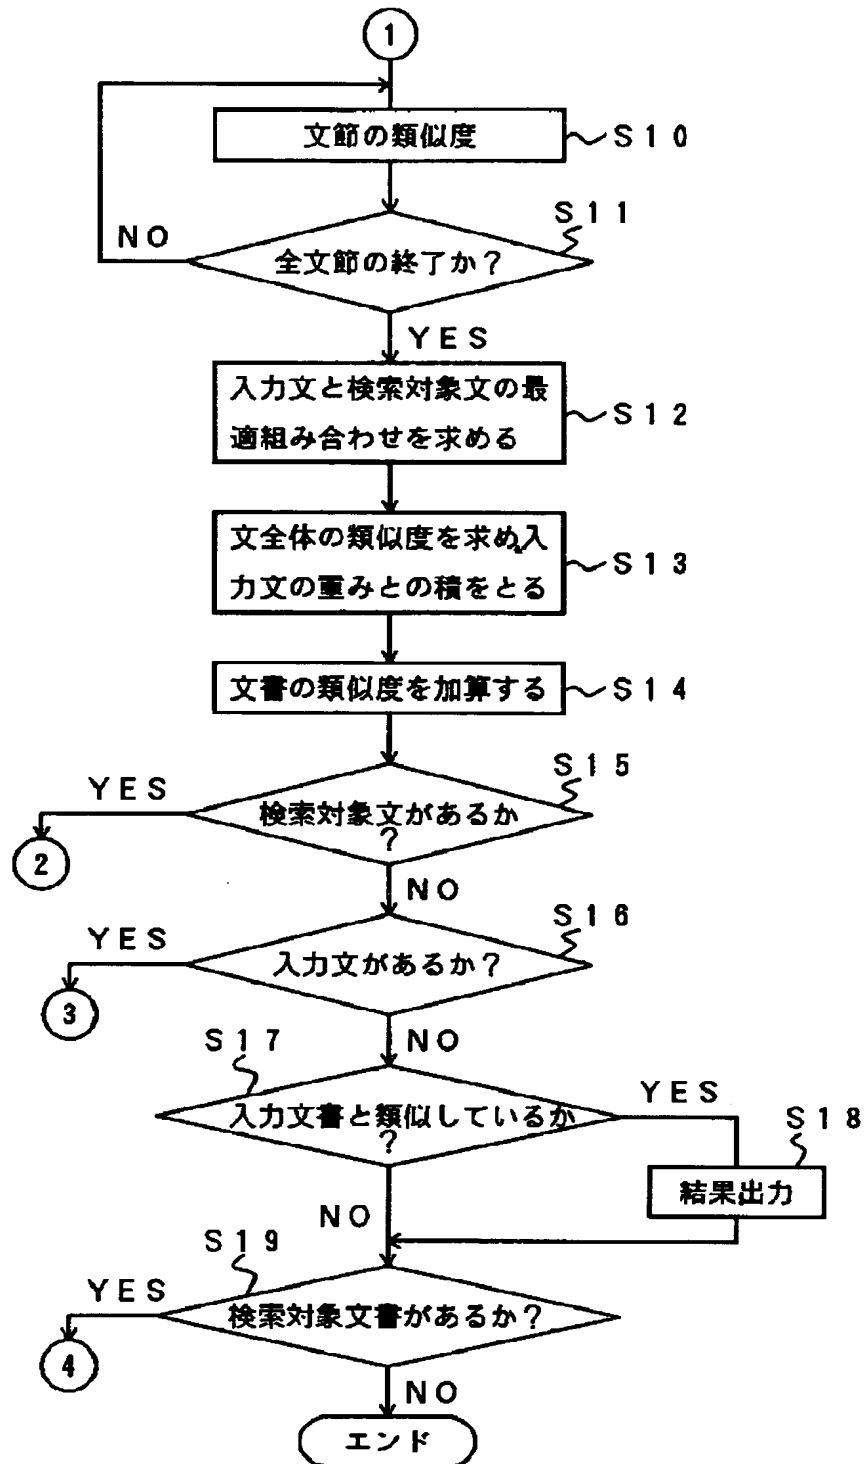 1
文節の類似度
S10
S11
NO
全文節の終了か?
YES
入力文と検索対象文の最
適組み合わせを求める
S12
文全体の類似度を求め、入
力文の重みとの積をとる
S13
文書の類似度を加算する
S14
S15
YES
検索対象文があるか
?
2
NO
S16
YES
入力文があるか?
3
NO
S17
YES
入力文書と類似しているか
?
S18
結果出力
NO
S19
YES
検索対象文書があるか?
4
NO
エンド